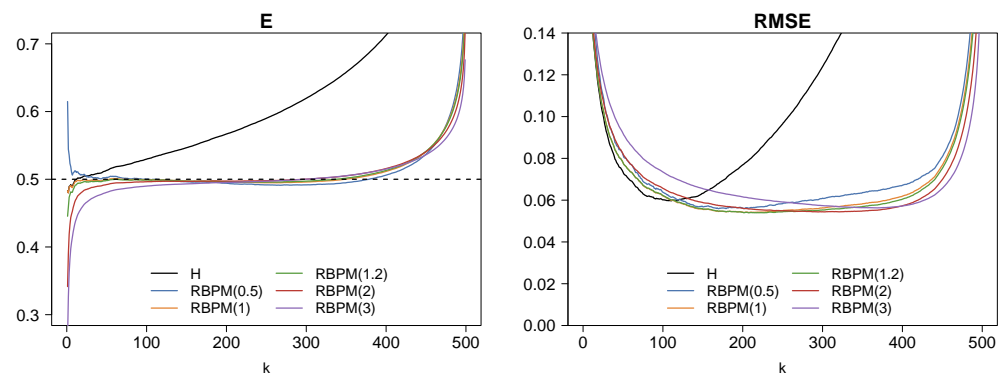 E
0.7
0.6
0.5
0.4
0.3
H
RBPM(0.5)
RBPM(1)
RBPM(1.2)
RBPM(2)
RBPM(3)
0 100 200 300 400 500
k
RMSE
0.14
0.12
0.10
0.08
0.06
0.04
0.02
0.00
H
RBPM(0.5)
RBPM(1)
RBPM(1.2)
RBPM(2)
RBPM(3)
0 100 200 300 400 500
k